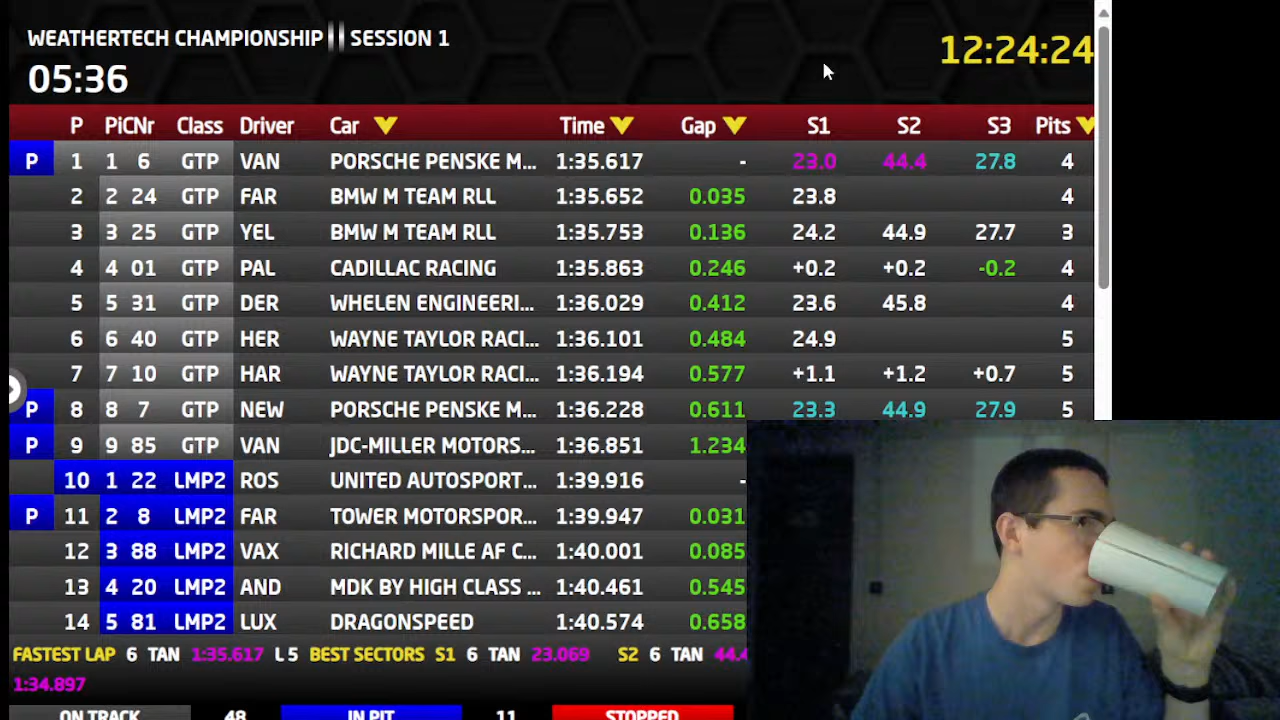 WEATHERTECH CHAMPIONSHIP SESSION 1
12:24:24
05:36
P PiC Nr Class Driver Car Time Gap S1 S2 S3 Pits
P 1 1 6 GTP VAN PORSCHE PENSKE M... 1:35.617 - 23.0 44.4 27.8 4
2 2 24 GTP FAR BMW M TEAM RLL 1:35.652 0.035 23.8 4
3 3 25 GTP YEL BMW M TEAM RLL 1:35.753 0.136 24.2 44.9 27.7 3
4 4 01 GTP PAL CADILLAC RACING 1:35.863 0.246 +0.2 +0.2 -0.2 4
5 5 31 GTP DER WHELEN ENGINEERI... 1:36.029 0.412 23.6 45.8 4
6 6 40 GTP HER WAYNE TAYLOR RACI... 1:36.101 0.484 24.9 5
7 7 10 GTP HAR WAYNE TAYLOR RACI... 1:36.194 0.577 +1.1 +1.2 +0.7 5
P 8 8 7 GTP NEW PORSCHE PENSKE M... 1:36.228 0.611 23.3 44.9 27.9 5
P 9 9 85 GTP VAN JDC-MILLER MOTORS... 1:36.851 1.234
10 1 22 LMP2 ROS UNITED AUTOSPORT... 1:39.916 -
P 11 2 8 LMP2 FAR TOWER MOTORSPOR... 1:39.947 0.031
12 3 88 LMP2 VAX RICHARD MILLE AF C... 1:40.001 0.085
13 4 20 LMP2 AND MDK BY HIGH CLASS ... 1:40.461 0.545
14 5 81 LMP2 LUX DRAGONSPEED 1:40.574 0.658
FASTEST LAP 6 TAN 1:35.617 L 5 BEST SECTORS S1 6 TAN 23.069 S2 6 TAN 44.4
1:34.897
ON TRACK 48 IN PIT 11 STOPPED